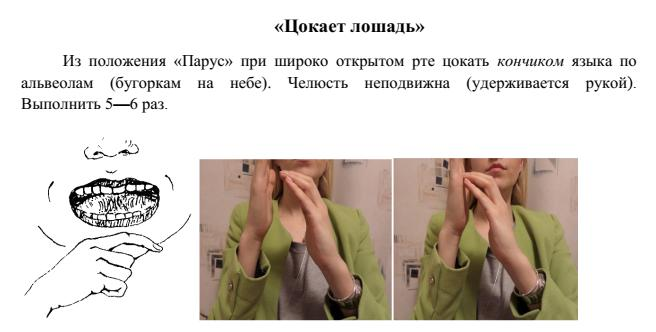 «Цокает лошадь»
Из положения «Парус» при широко открытом рте цокать кончиком языка по
альвеолам (бугоркам на небе). Челюсть неподвижна (удерживается рукой).
Выполнить 5—6 раз.